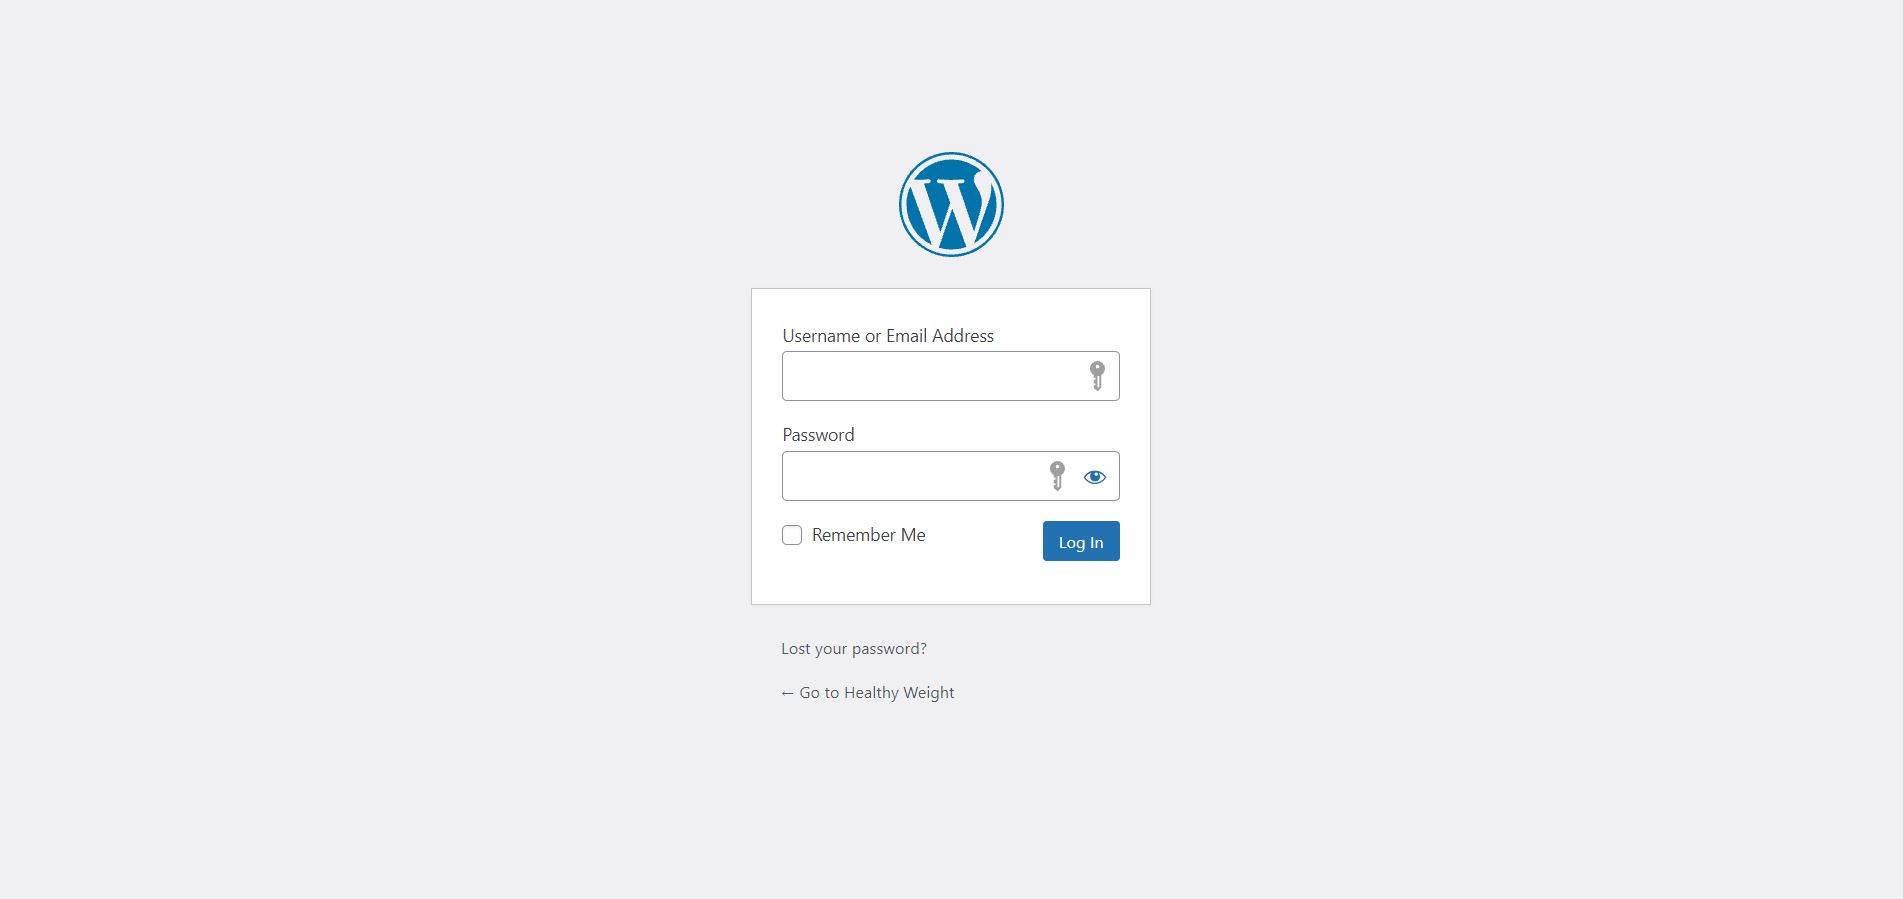 Username or Email Address
Password
Remember Me
Log In
Lost your password?
← Go to Healthy Weight